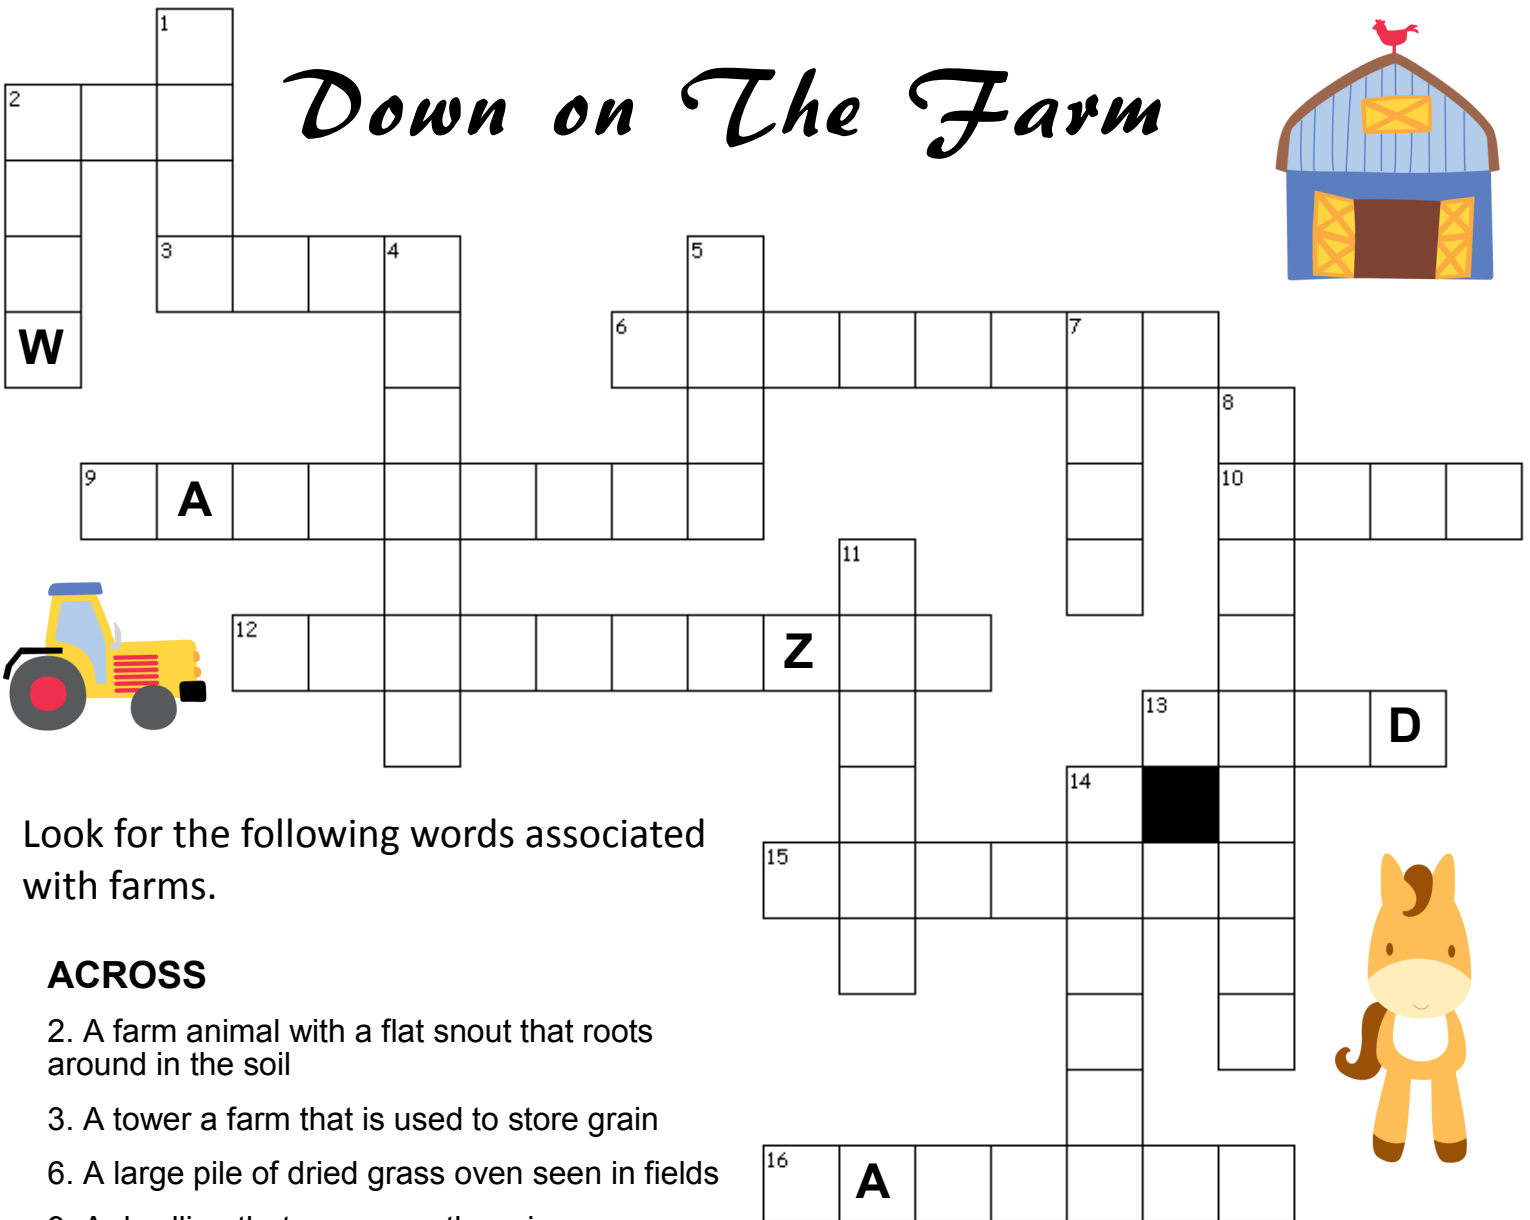 1
2
Down on The Farm
3 4 5
W 6 7
8
9 A 10
11
12 Z
13 D
14
Look for the following words associated
with farms.
15
ACROSS
2. A farm animal with a flat snout that roots
around in the soil
3. A tower a farm that is used to store grain
16 A
6. A large pile of dried grass oven seen in fields